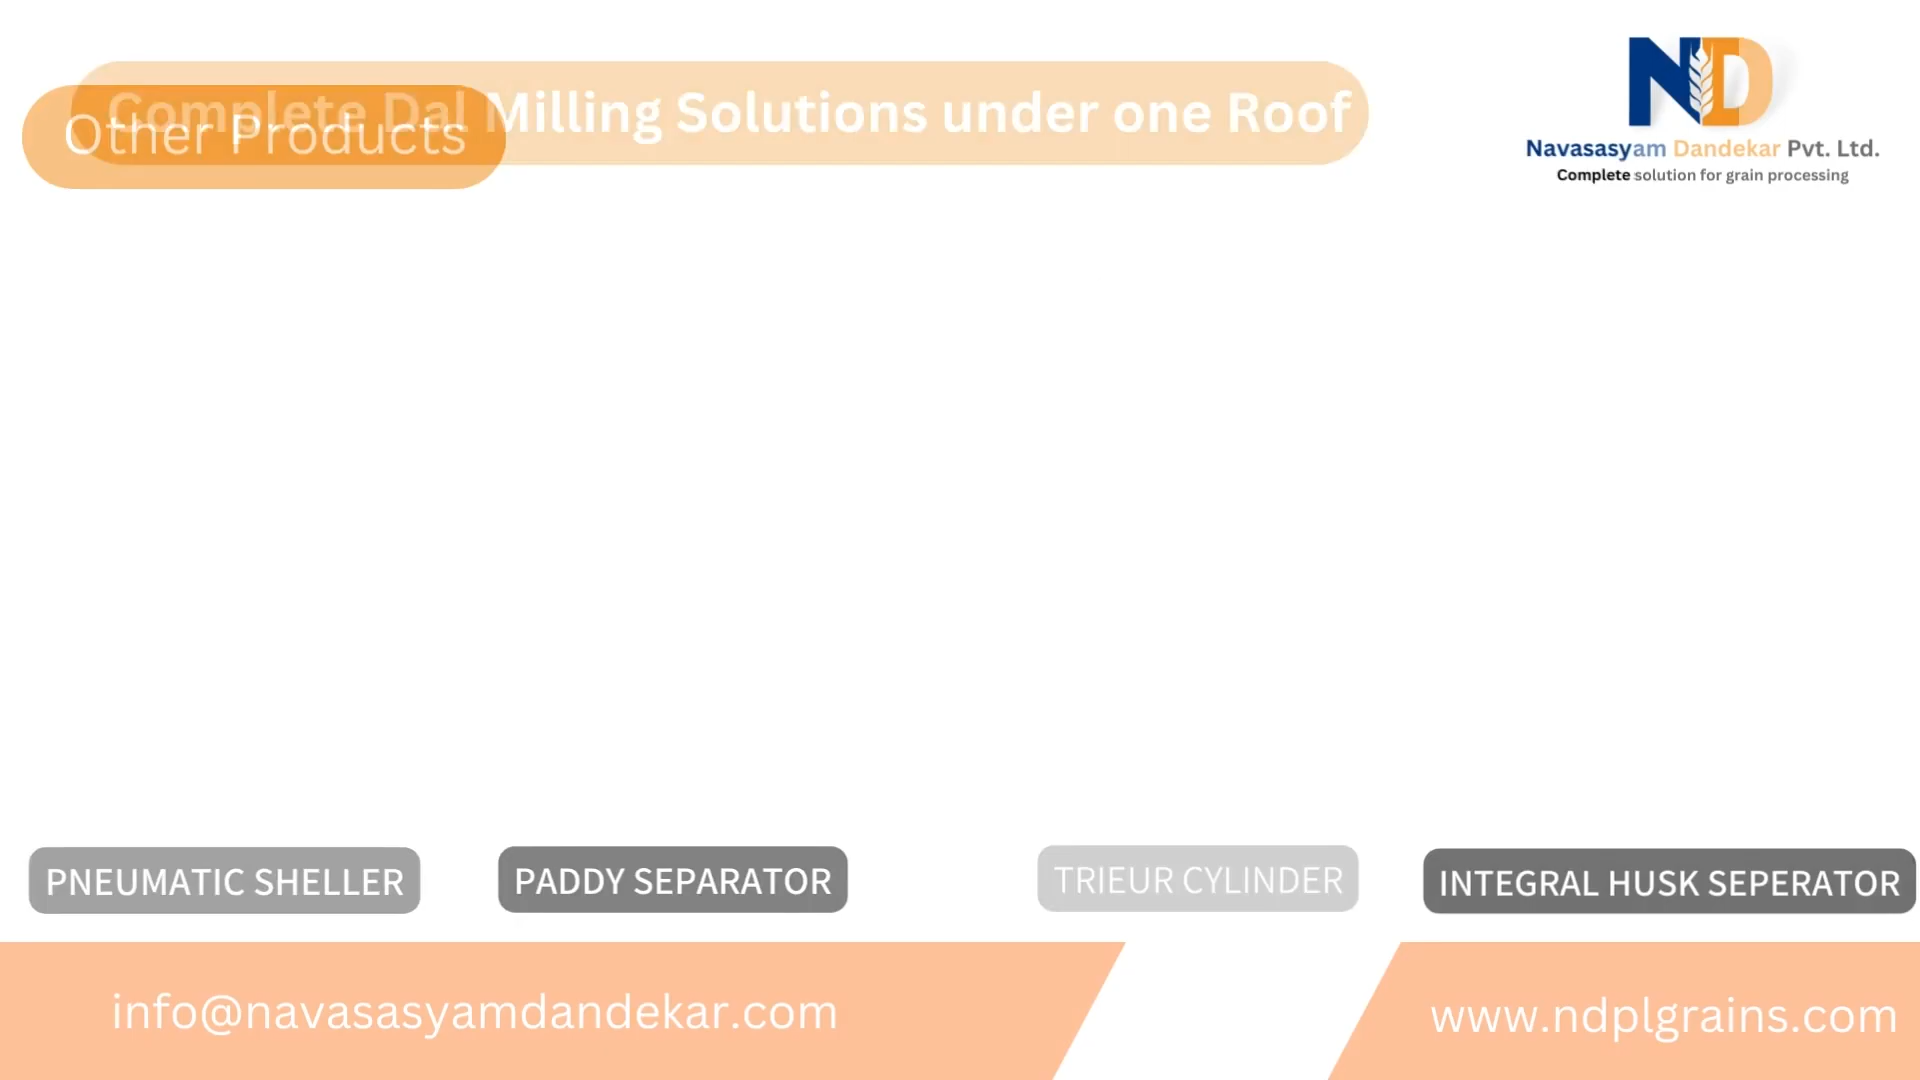 Complete Dal Milling Solutions under one Roof
Other Products
ND
Navasasyam Dandekar Pvt. Ltd.
Complete solution for grain processing
PNEUMATIC SHELLER
PADDY SEPARATOR
TRIEUR CYLINDER
INTEGRAL HUSK SEPERATOR
info@navasasyamdandekar.com
www.ndplgrains.com